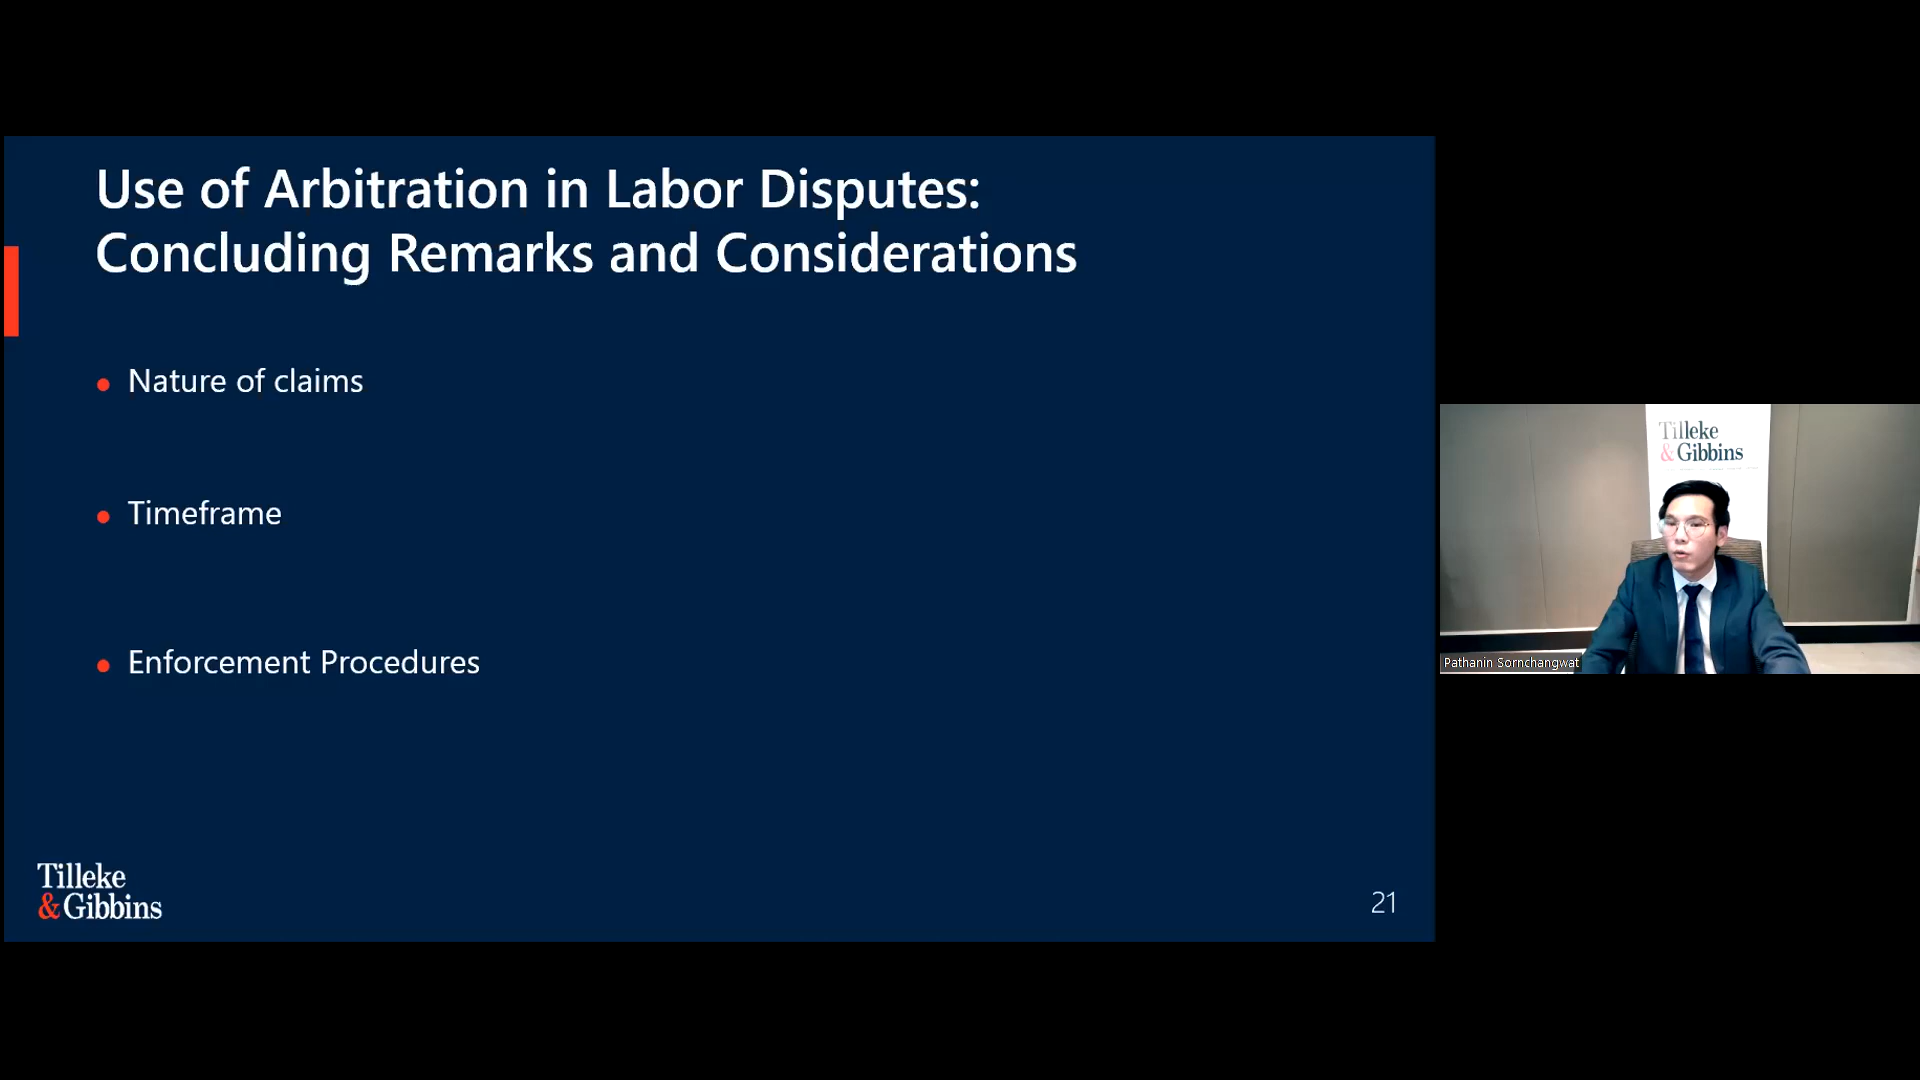 Use of Arbitration in Labor Disputes:
Concluding Remarks and Considerations
Nature of claims
Timeframe
Enforcement Procedures
Tilleke
& Gibbins
21
Tilleke
& Gibbins
Pathanin Sornchangwat